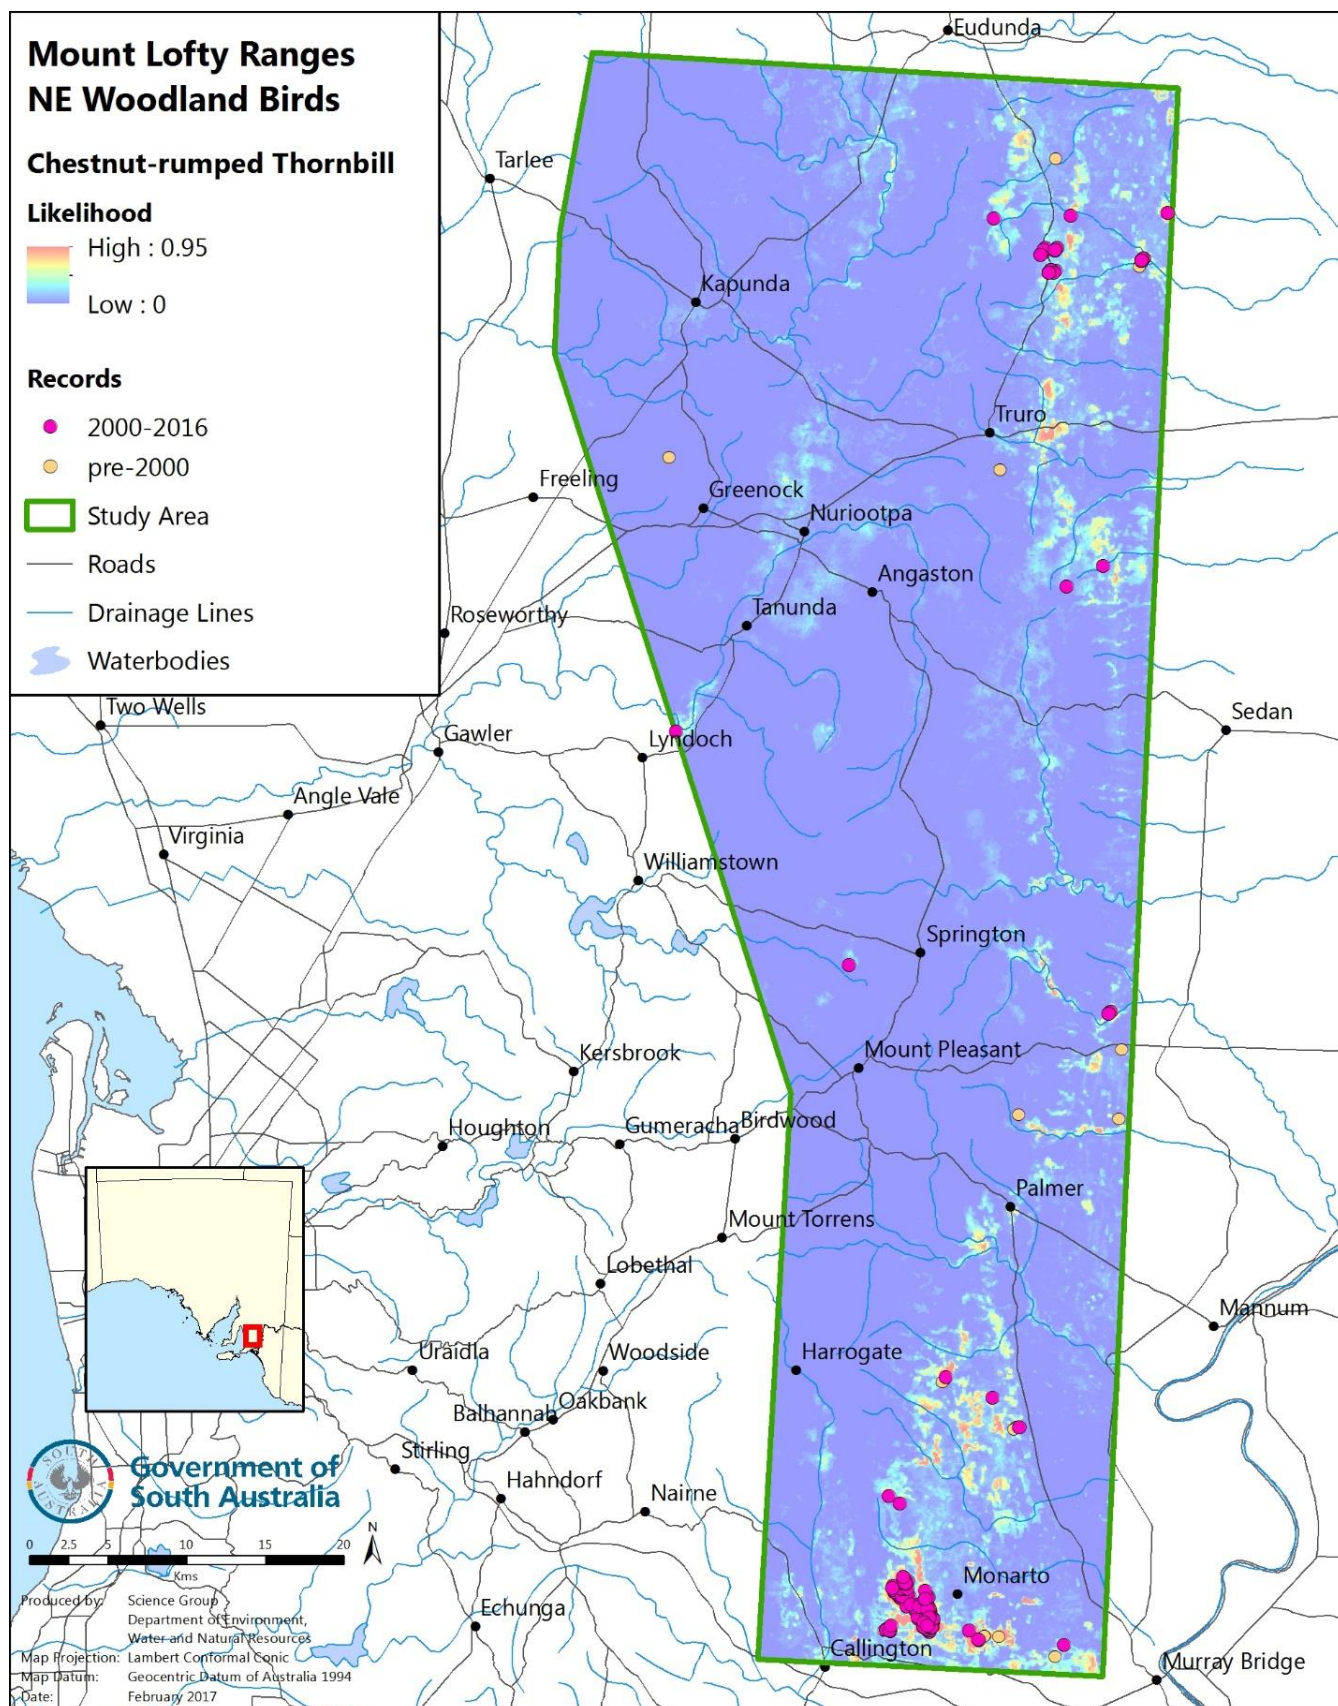 Mount Lofty Ranges
NE Woodland Birds
Chestnut-rumped Thornbill
Likelihood
High : 0.95
Low : 0
Records
2000-2016
pre-2000
Study Area
Roads
Drainage Lines
Waterbodies
Eudunda
Tarlee
Kapunda
Truro
Freeling
Greenock
Nuriootpa
Angaston
Roseworthy
Tanunda
Two Wells
Sedan
Gawler
Lyndoch
Angle Vale
Virginia
Williamstown
Springton
Kersbrook
Mount Pleasant
Houghton
Gumeracha
Birdwood
Palmer
Mount Torrens
Lobethal
Mannum
Uraidla
Woodside
Harrogate
Oakbank
Balhannah
Stirling
Hahndorf
Nairne
Monarto
Echunga
Callington
Murray Bridge
SOUTH AUSTRALIA
Government of
South Australia
N
0 2.5 5 10 15 20
Kms
Produced by: Science Group
Department of Environment,
Water and Natural Resources
Map Projection: Lambert Conformal Conic
Map Datum: Geocentric Datum of Australia 1994
Date: February 2017